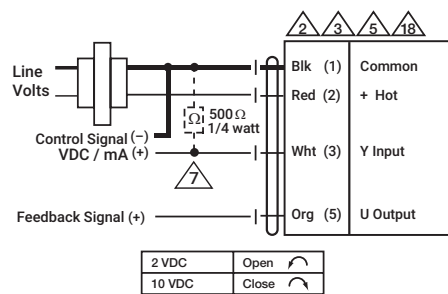 2 3 5 18
Line
Volts
Blk (1) Common
Red (2) + Hot
Ω 500 Ω
1/4 watt
Control Signal (–)
VDC / mA (+)
Wht (3) Y Input
7
Feedback Signal (+)
Org (5) U Output
2 VDC Open
10 VDC Close